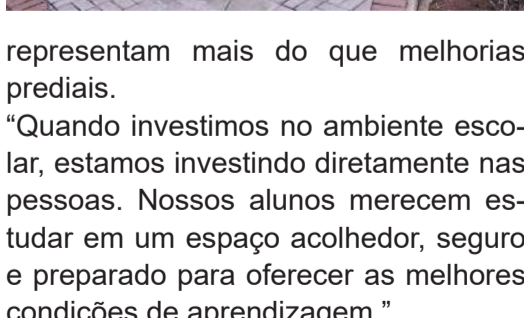 representam mais do que melhorias
prediais.
“Quando investimos no ambiente esco-
lar, estamos investindo diretamente nas
pessoas. Nossos alunos merecem es-
tudar em um espaço acolhedor, seguro
e preparado para oferecer as melhores
condições de aprendizagem.”